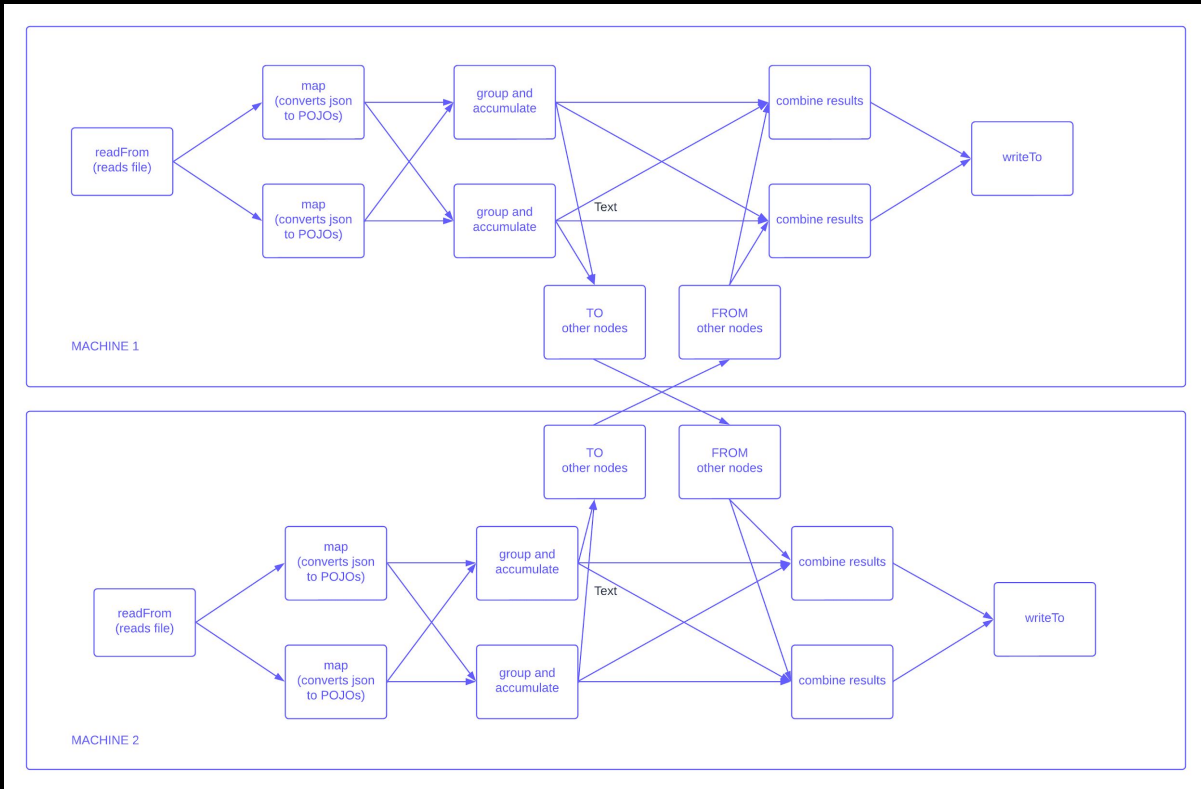 map
(converts json
to POJOs)
group and
accumulate
combine results
readFrom
(reads file)
writeTo
map
(converts json
to POJOs)
group and
accumulate
Text
combine results
TO
other nodes
FROM
other nodes
MACHINE 1
TO
other nodes
FROM
other nodes
map
(converts json
to POJOs)
group and
accumulate
combine results
Text
readFrom
(reads file)
writeTo
map
(converts json
to POJOs)
group and
accumulate
combine results
MACHINE 2